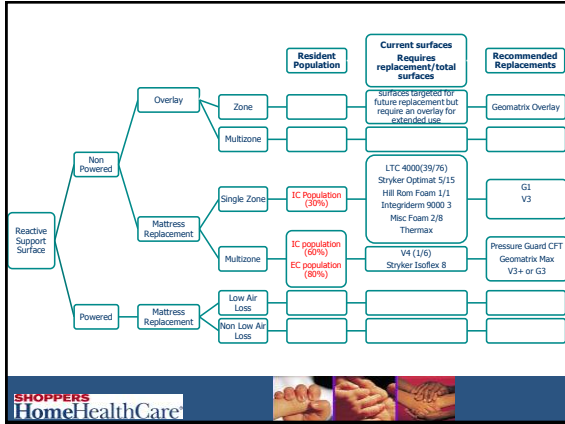 Resident
Population
Current surfaces
Requires
replacement/total
surfaces
Recommended
Replacements
Overlay
Zone
surfaces targeted for
future replacement but
require an overlay for
extended use
Geomatrix Overlay
Multizone
Non
Powered
Mattress
Replacement
Single Zone
IC Population
(30%)
LTC 4000(39/76)
Stryker Optimat 5/15
Hill Rom Foam 1/1
Integriderm 9000 3
Misc Foam 2/8
Thermax
G1
V3
Reactive
Support
Surface
Multizone
IC population
(60%)
EC population
(80%)
V4 (1/6)
Stryker Isoflex 8
Pressure Guard CFT
Geomatrix Max
V3+ or G3
Powered
Mattress
Replacement
Low Air
Loss
Non Low Air
Loss
SHOPPERS
HomeHealthCare®